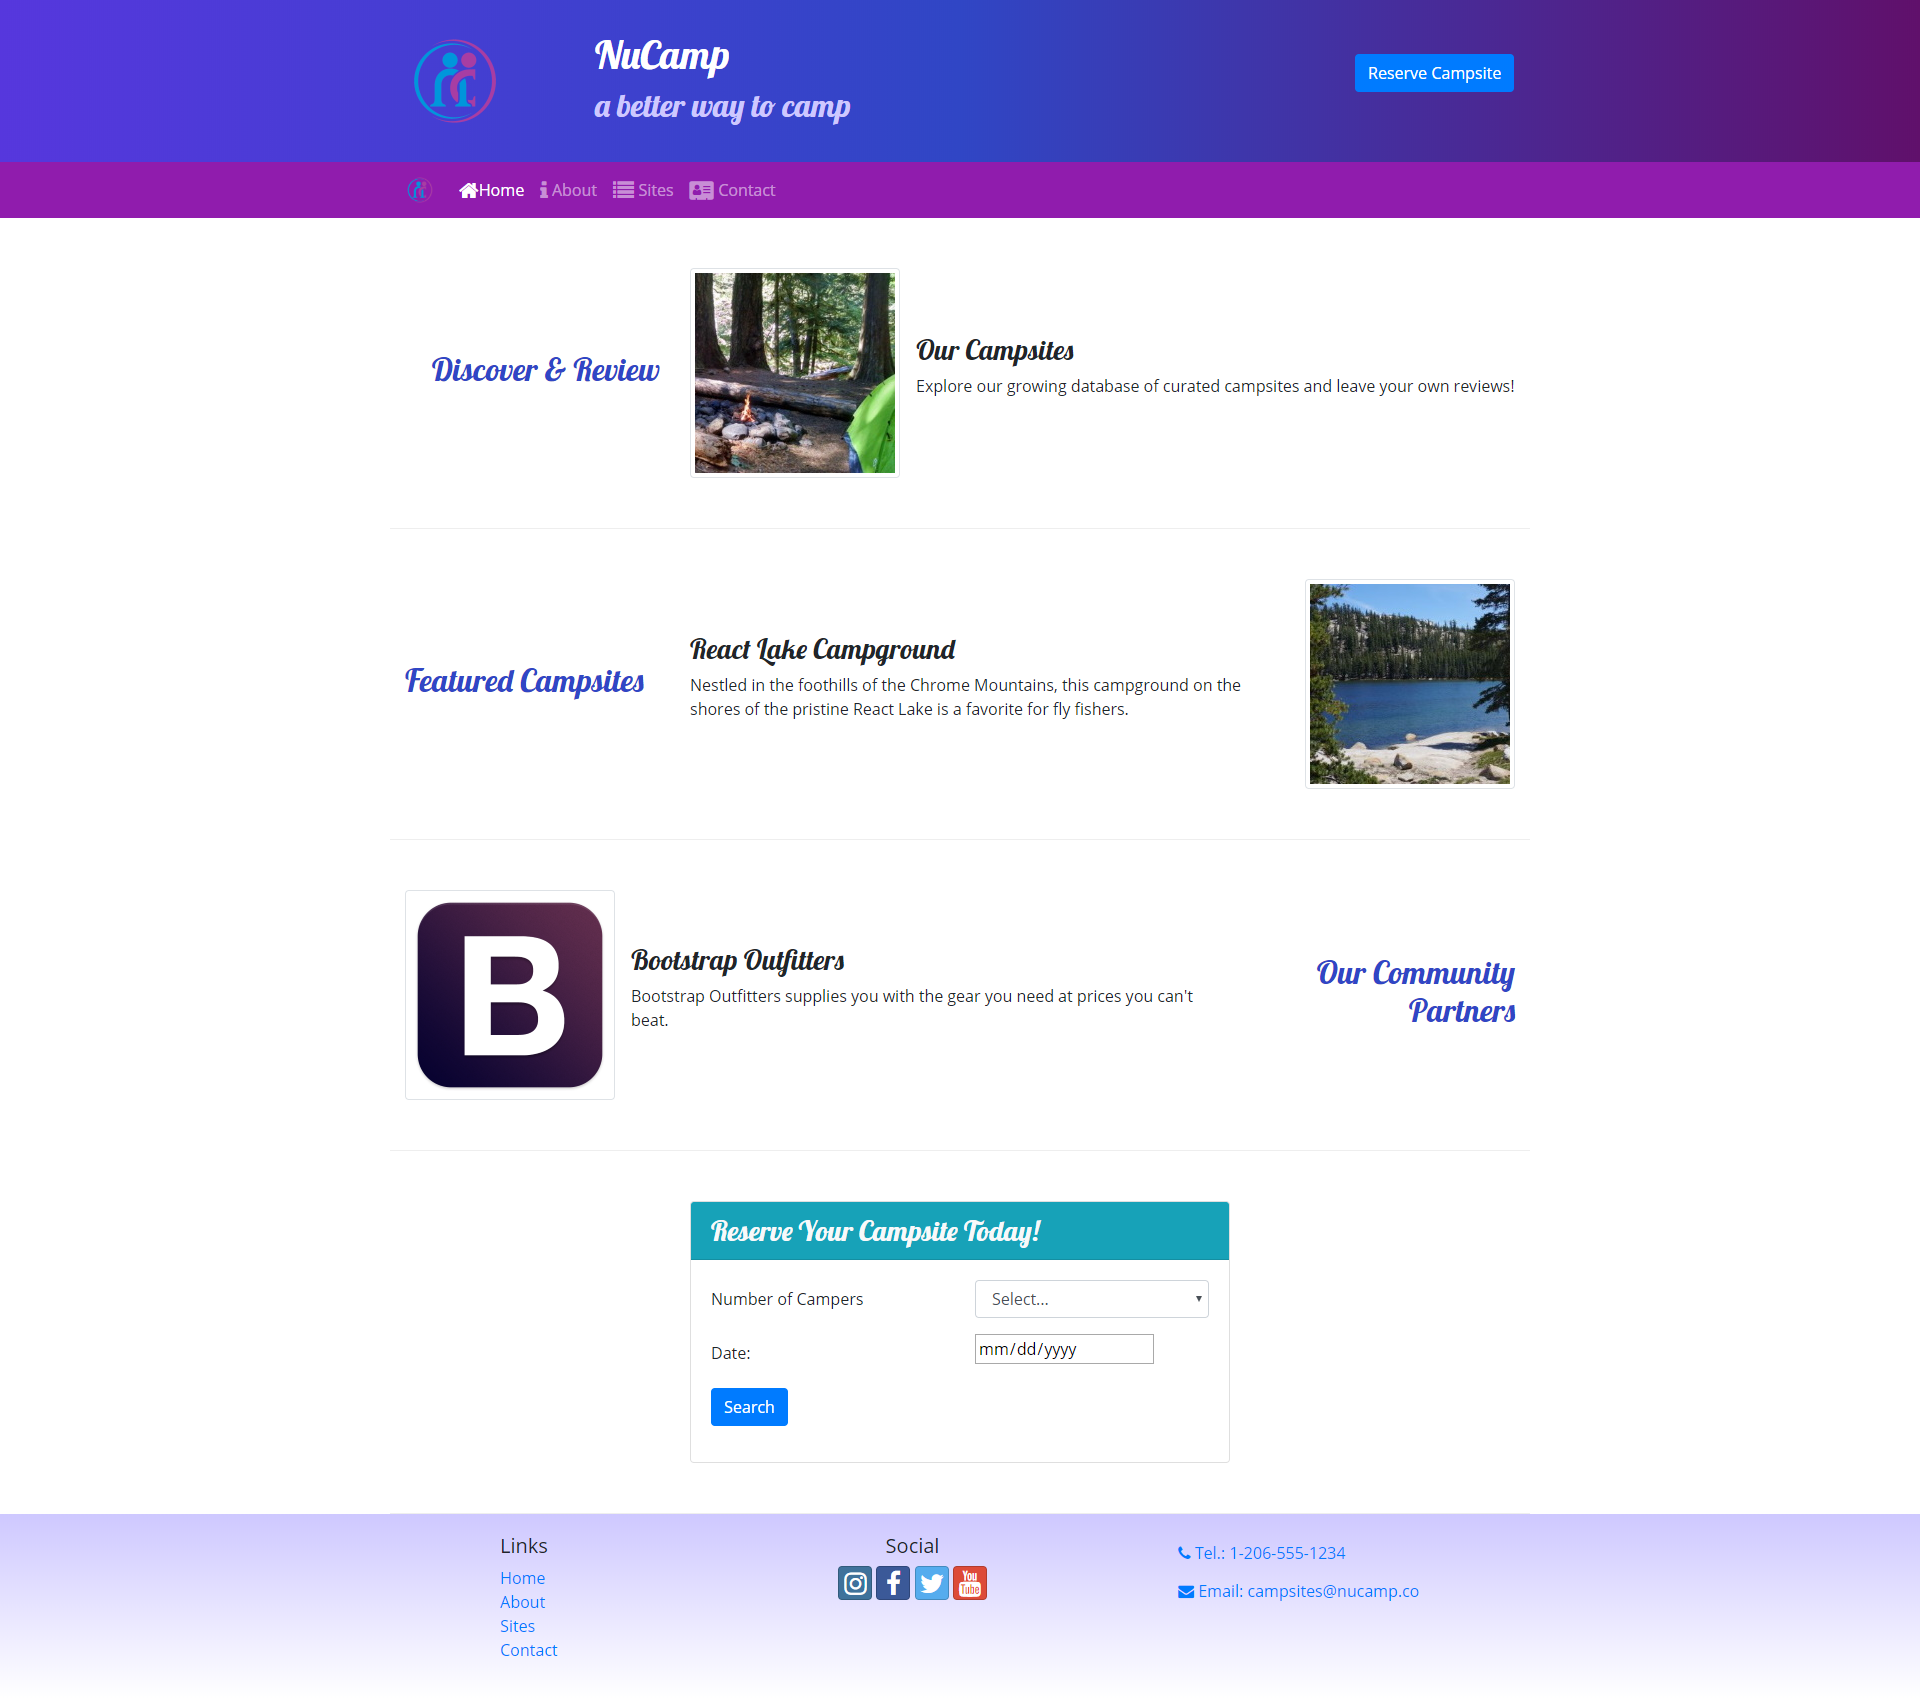 NuCamp
a better way to camp
Reserve Campsite
Home About Sites Contact
Discover & Review
Our Campsites
Explore our growing database of curated campsites and leave your own reviews!
Featured Campsites
React Lake Campground
Nestled in the foothills of the Chrome Mountains, this campground on the
shores of the pristine React Lake is a favorite for fly fishers.
B
Bootstrap Outfitters
Bootstrap Outfitters supplies you with the gear you need at prices you can't
beat.
Our Community
Partners
Reserve Your Campsite Today!
Number of Campers
Select...
Date:
mm/dd/yyyy
Search
Links
Home
About
Sites
Contact
Social
You
Tube
Tel.: 1-206-555-1234
Email: campsites@nucamp.co